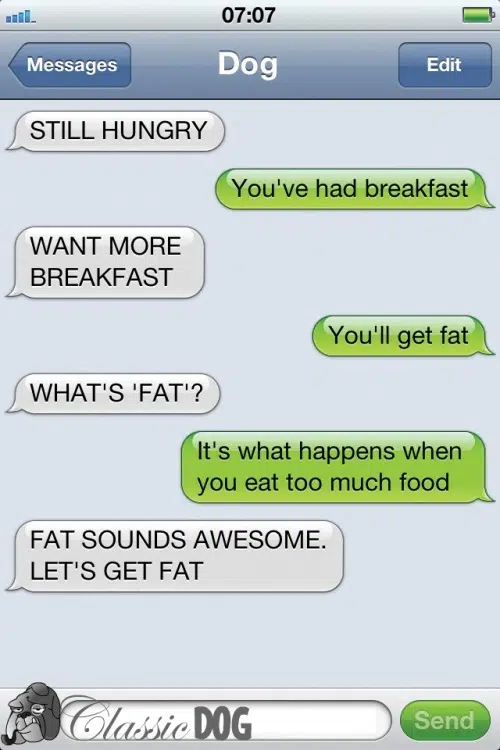 07:07
Messages
Dog
Edit
STILL HUNGRY
You've had breakfast
WANT MORE
BREAKFAST
You'll get fat
WHAT'S 'FAT'?
It's what happens when
you eat too much food
FAT SOUNDS AWESOME.
LET'S GET FAT
Classic DOG
Send